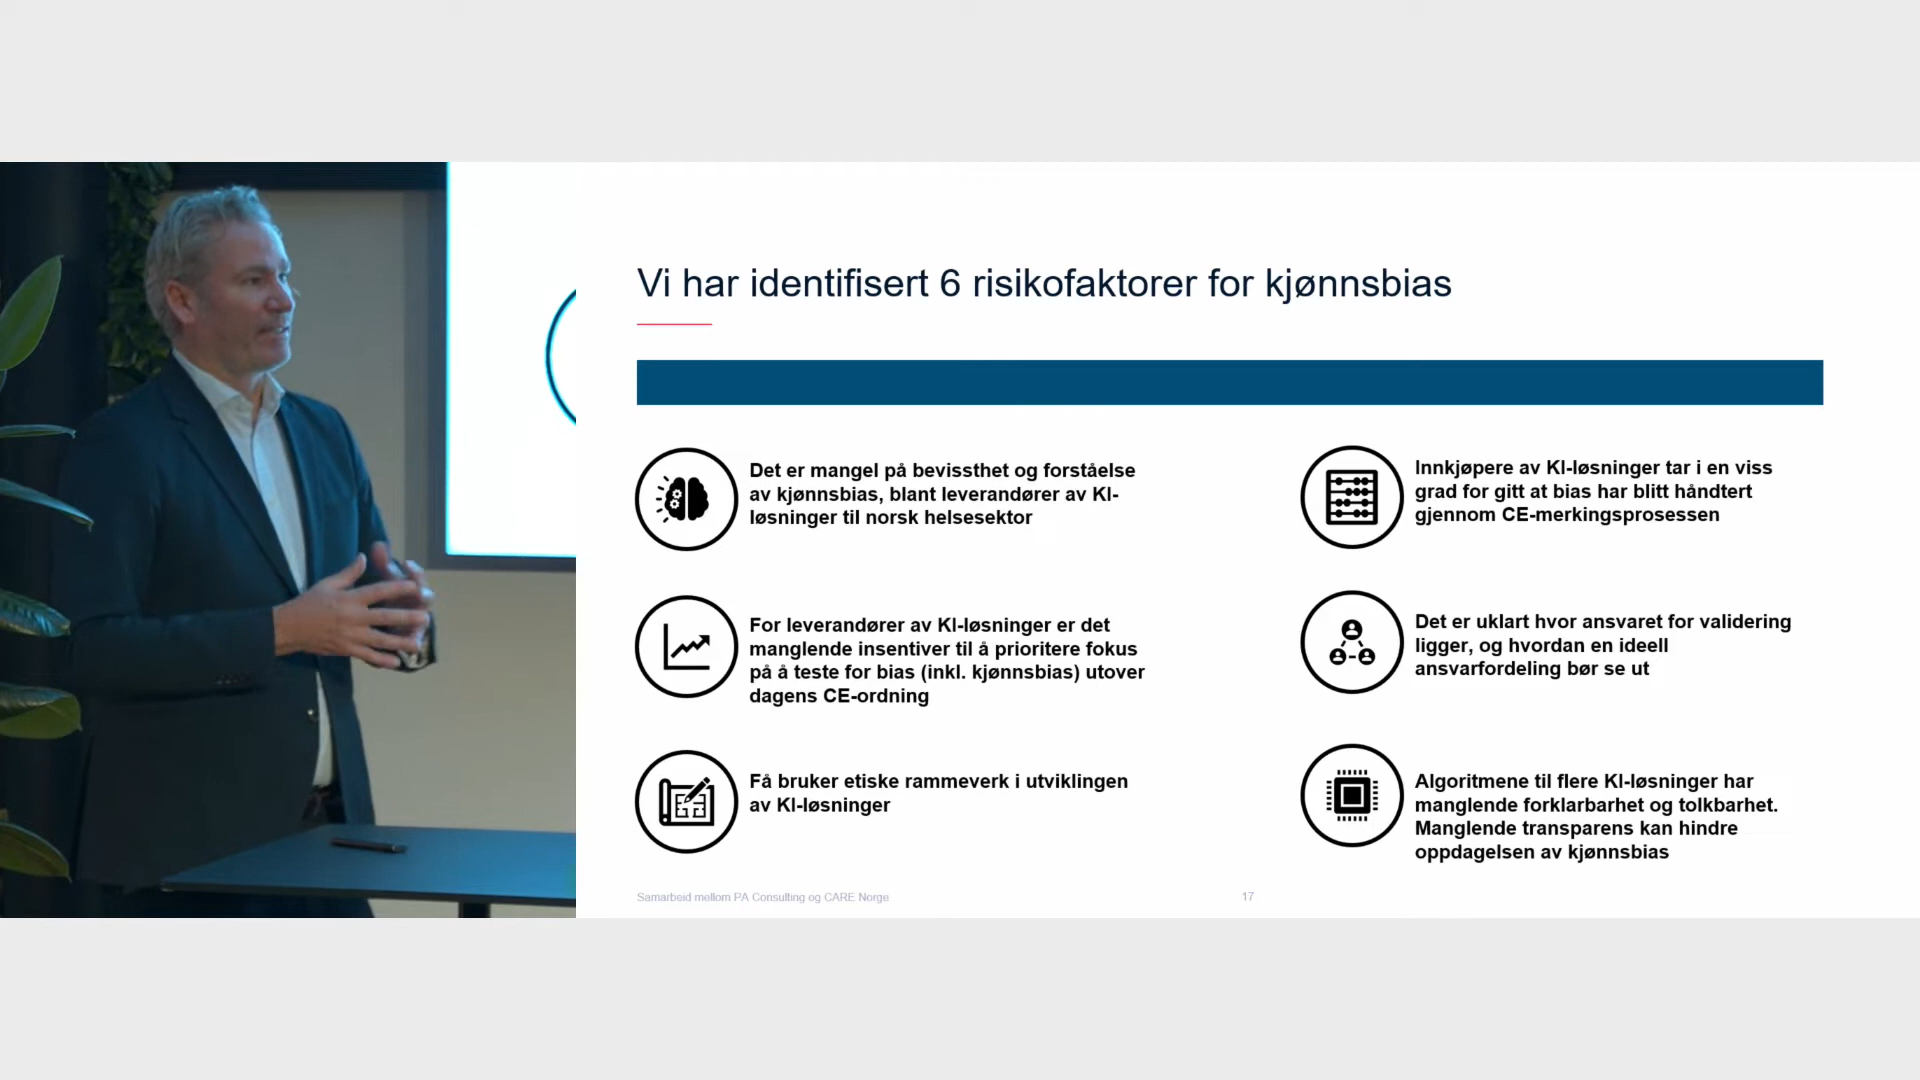 Vi har identifisert 6 risikofaktorer for kjønnsbias
Det er mangel på bevissthet og forståelse
av kjønnsbias, blant leverandører av KI-
løsninger til norsk helsesektor
For leverandører av KI-løsninger er det
manglende insentiver til å prioritere fokus
på å teste for bias (inkl. kjønnsbias) utover
dagens CE-ordning
Få bruker etiske rammeverk i utviklingen
av KI-løsninger
Innkjøpere av KI-løsninger tar i en viss
grad for gitt at bias har blitt håndtert
gjennom CE-merkingsprosessen
Det er uklart hvor ansvaret for validering
ligger, og hvordan en ideell
ansvarfordeling bør se ut
Algoritmene til flere KI-løsninger har
manglende forklarbarhet og tolkbarhet.
Manglende transparens kan hindre
oppdagelsen av kjønnsbias
Samarbeid mellom PA Consulting og CARE Norge
17